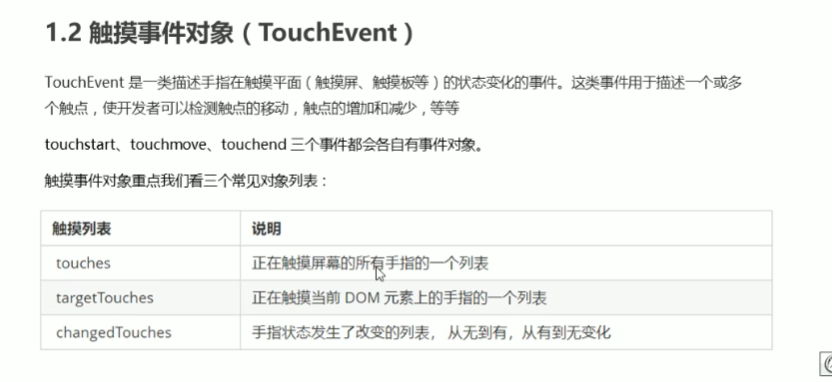 1.2 触摸事件对象（TouchEvent）
TouchEvent 是一类描述手指在触摸平面（触摸屏、触摸板等）的状态变化的事件。这类事件用于描述一个或多
个触点，使开发者可以检测触点的移动，触点的增加和减少，等等
touchstart、touchmove、touchend 三个事件都会各自有事件对象。
触摸事件对象重点我们看三个常见对象列表：
触摸列表 说明
touches 正在触摸屏幕的所有手指的一个列表
targetTouches 正在触摸当前 DOM 元素上的手指的一个列表
changedTouches 手指状态发生了改变的列表，从无到有，从有到无变化